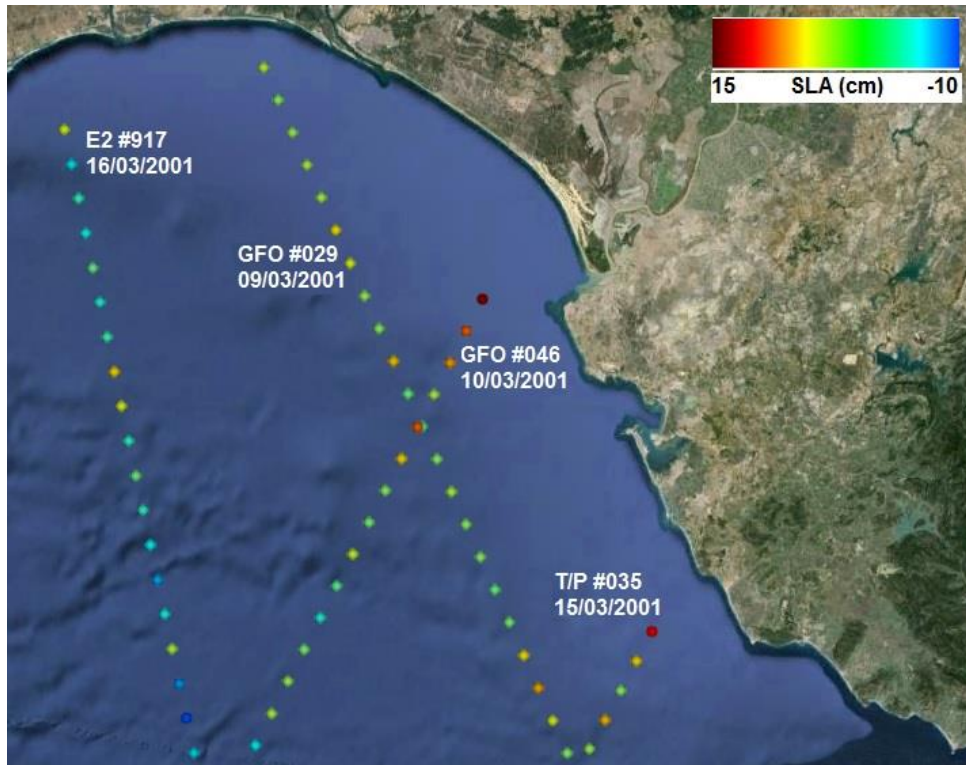 15 SLA (cm) -10
E2 #917
16/03/2001
GFO #029
09/03/2001
GFO #046
10/03/2001
T/P #035
15/03/2001